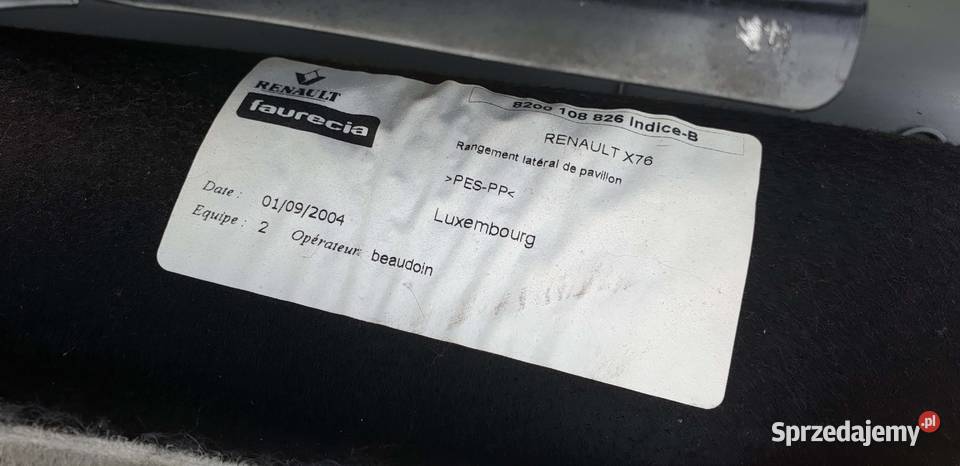 RENAULT
faurecia
8200 108 826 Indice-B
RENAULT X76
Rangement latéral de pavillon
>PES-PP<
Luxembourg
Date : 01/09/2004
Equipe : 2 Opérateur: beaudoin
Sprzedajemy.pl